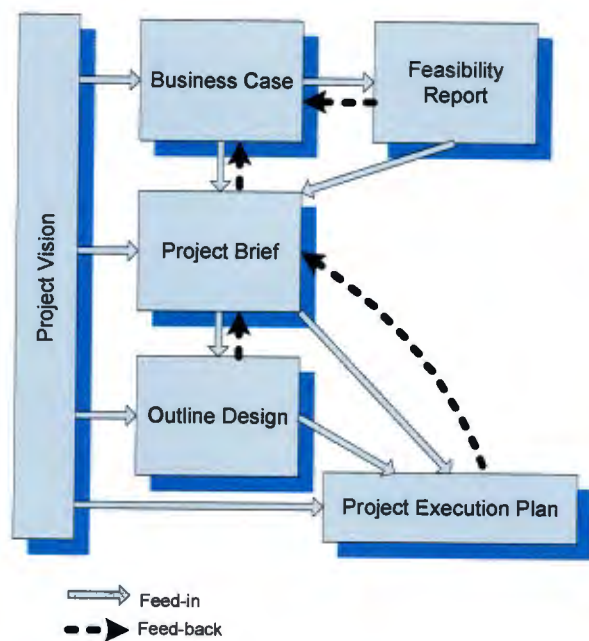 Business Case
Feasibility
Report
Project Vision
Project Brief
Outline Design
Project Execution Plan
Feed-in
Feed-back